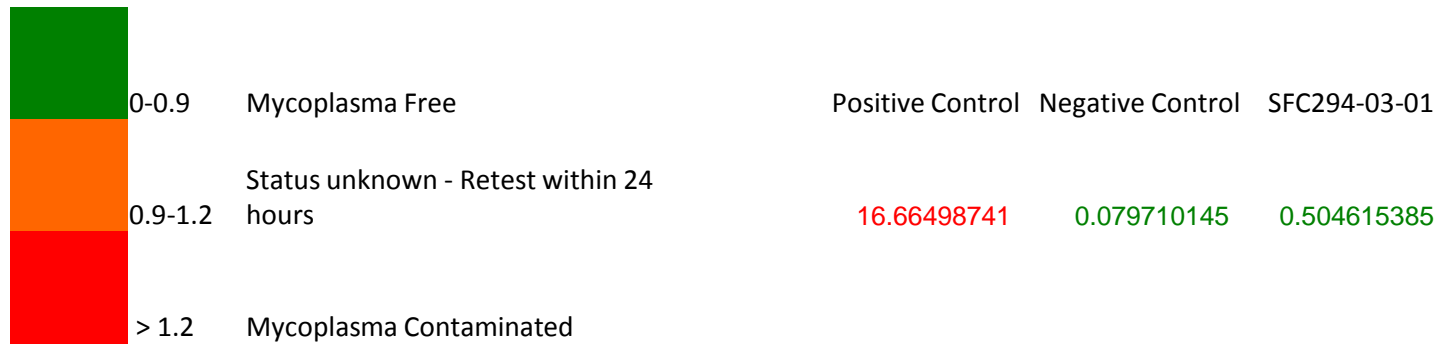 0-0.9 Mycoplasma Free Positive Control Negative Control SFC294-03-01
Status unknown - Retest within 24
0.9-1.2 hours 16.66498741 0.079710145 0.504615385
> 1.2 Mycoplasma Contaminated